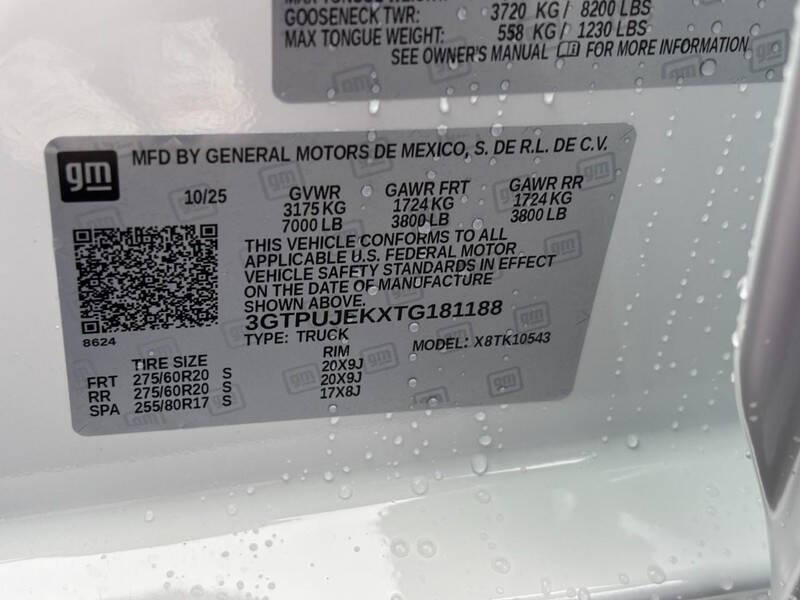 MAX TONGUE WEIGHT:
GOOSENECK TWR: 3720 KG / 8200 LBS
MAX TONGUE WEIGHT: 558 KG / 1230 LBS
SEE OWNER'S MANUAL FOR MORE INFORMATION
gm MFD BY GENERAL MOTORS DE MEXICO, S. DE R.L. DE C.V.
10/25 GVWR GAWR FRT GAWR RR
3175 KG 1724 KG 1724 KG
7000 LB 3800 LB 3800 LB
THIS VEHICLE CONFORMS TO ALL
APPLICABLE U.S. FEDERAL MOTOR
VEHICLE SAFETY STANDARDS IN EFFECT
ON THE DATE OF MANUFACTURE
SHOWN ABOVE.
3GTPUJEKXTG181188
8624
TYPE: TRUCK MODEL: X8TK10543
TIRE SIZE RIM
FRT 275/60R20 S 20X9J
RR 275/60R20 S 20X9J
SPA 255/80R17 S 17X8J